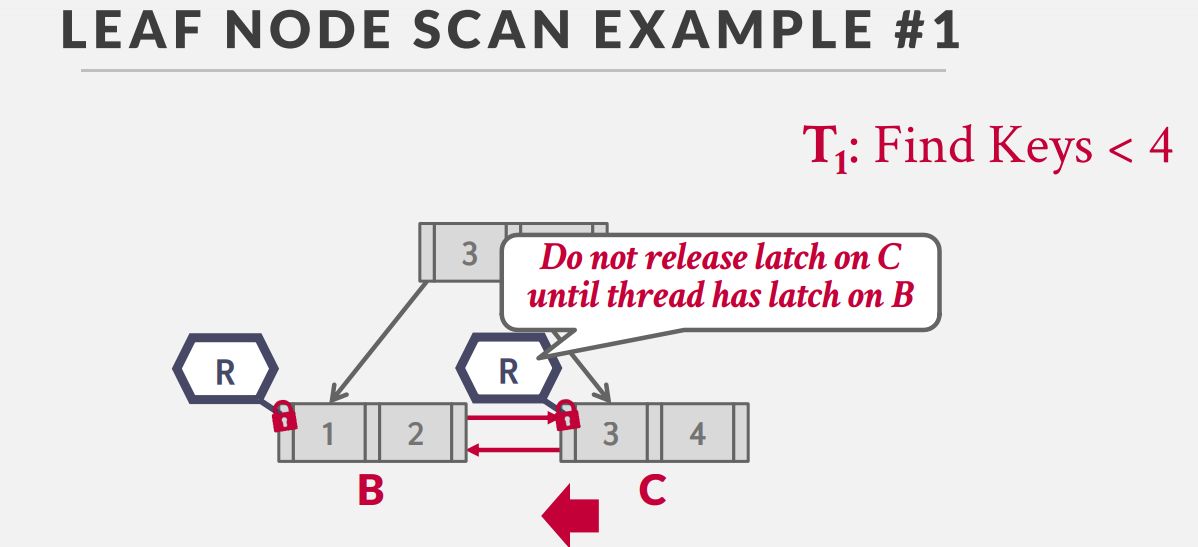 LEAF NODE SCAN EXAMPLE #1
T1: Find Keys < 4
3
Do not release latch on C
until thread has latch on B
R
R
1 2
3 4
B
C